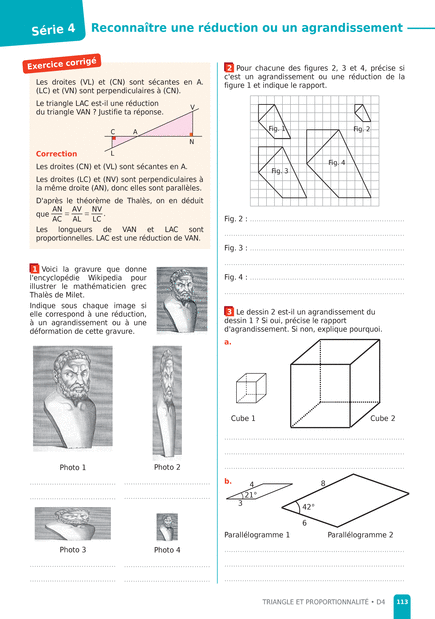 Série 4
Reconnaître une réduction ou un agrandissement
Exercice corrigé
Les droites (VL) et (CN) sont sécantes en A.
(LC) et (VN) sont perpendiculaires à (CN).
Le triangle LAC est-il une réduction
du triangle VAN ? Justifie ta réponse.
V
C
A
N
L
Correction
Les droites (CN) et (VL) sont sécantes en A.
Les droites (LC) et (NV) sont perpendiculaires à
la même droite (AN), donc elles sont parallèles.
D'après le théorème de Thalès, on en déduit
que AN/AC = AV/AL = NV/LC.
Les longueurs de VAN et LAC sont
proportionnelles. LAC est une réduction de VAN.
1 Voici la gravure que donne
l'encyclopédie Wikipedia pour
illustrer le mathématicien grec
Thalès de Milet.
Indique sous chaque image si
elle correspond à une réduction,
à un agrandissement ou à une
déformation de cette gravure.
Photo 1
Photo 2
Photo 3
Photo 4
2 Pour chacune des figures 2, 3 et 4, précise si
c'est un agrandissement ou une réduction de la
figure 1 et indique le rapport.
Fig. 1
Fig. 2
Fig. 3
Fig. 4
Fig. 2 :
Fig. 3 :
Fig. 4 :
3 Le dessin 2 est-il un agrandissement du
dessin 1 ? Si oui, précise le rapport
d'agrandissement. Si non, explique pourquoi.
a.
Cube 1
Cube 2
b.
4
21°
3
8
42°
6
Parallélogramme 1
Parallélogramme 2
TRIANGLE ET PROPORTIONNALITÉ • D4
113